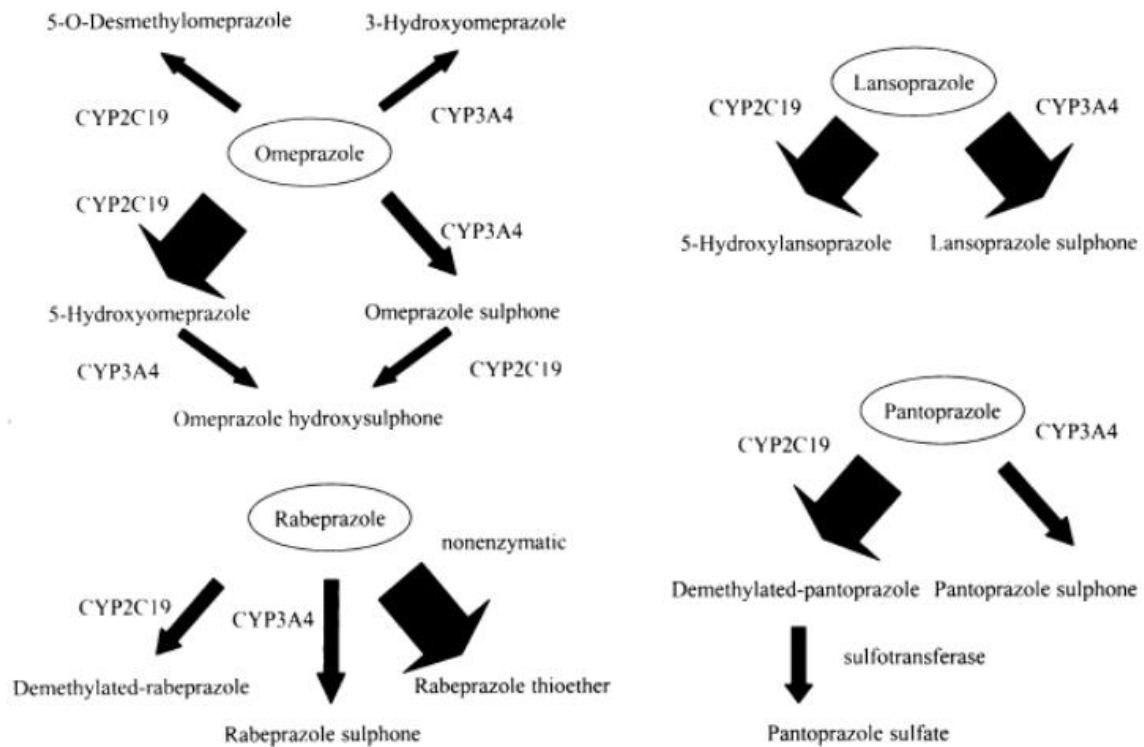 5-O-Desmethylomeprazole
3-Hydroxyomeprazole
CYP2C19
CYP3A4
Omeprazole
CYP2C19
CYP3A4
5-Hydroxyomeprazole
Omeprazole sulphone
CYP3A4
CYP2C19
Omeprazole hydroxysulphone
Lansoprazole
CYP2C19
CYP3A4
5-Hydroxylansoprazole
Lansoprazole sulphone
Rabeprazole
nonenzymatic
CYP2C19
CYP3A4
Demethylated-rabeprazole
Rabeprazole thioether
Rabeprazole sulphone
Pantoprazole
CYP2C19
CYP3A4
Demethylated-pantoprazole
Pantoprazole sulphone
sulfotransferase
Pantoprazole sulfate